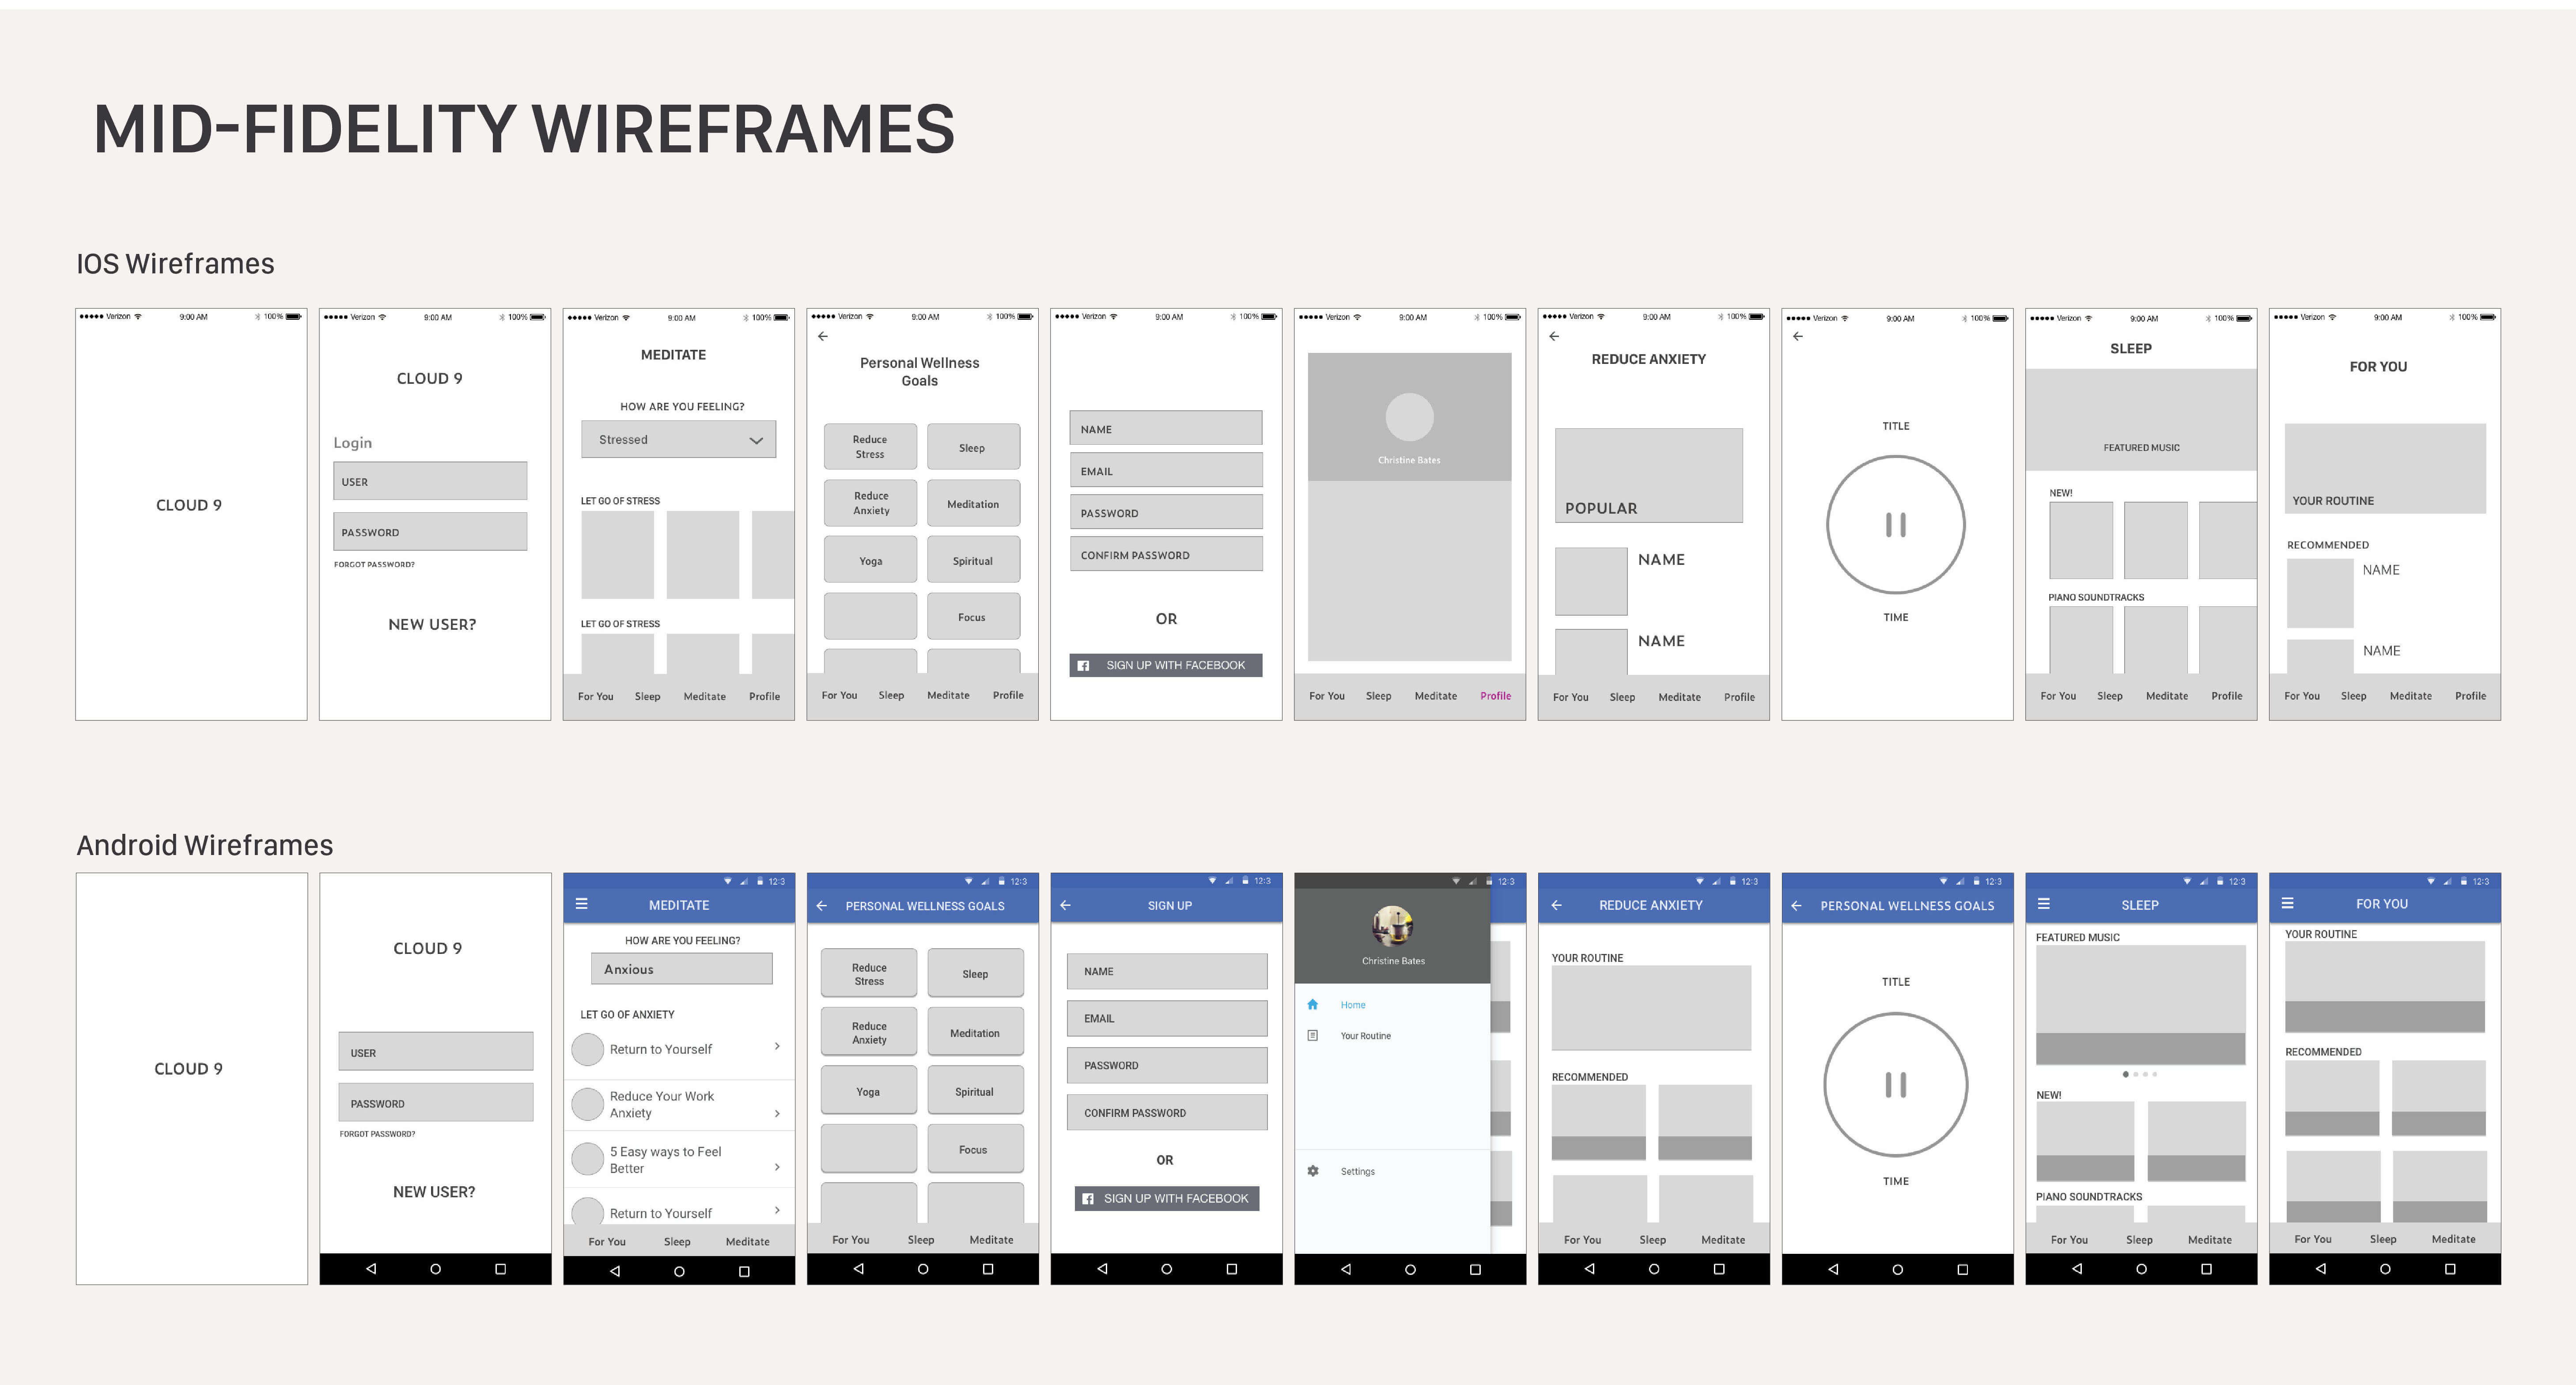 MID-FIDELITY WIREFRAMES
IOS Wireframes
Verizon 9:00 AM 100%
CLOUD 9
Verizon 9:00 AM 100%
CLOUD 9
Login
USER
PASSWORD
FORGOT PASSWORD?
NEW USER?
Verizon 9:00 AM 100%
MEDITATE
HOW ARE YOU FEELING?
Stressed
LET GO OF STRESS
LET GO OF STRESS
For You Sleep Meditate Profile
Verizon 9:00 AM 100%
Personal Wellness
Goals
Reduce
Stress
Sleep
Reduce
Anxiety
Meditation
Yoga
Spiritual
Focus
For You Sleep Meditate Profile
Verizon 9:00 AM 100%
NAME
EMAIL
PASSWORD
CONFIRM PASSWORD
OR
SIGN UP WITH FACEBOOK
Verizon 9:00 AM 100%
Christine Bates
For You Sleep Meditate Profile
Verizon 9:00 AM 100%
REDUCE ANXIETY
POPULAR
NAME
NAME
For You Sleep Meditate Profile
Verizon 9:00 AM 100%
TITLE
TIME
Verizon 9:00 AM 100%
SLEEP
FEATURED MUSIC
NEW!
PIANO SOUNDTRACKS
For You Sleep Meditate Profile
Verizon 9:00 AM 100%
FOR YOU
YOUR ROUTINE
RECOMMENDED
NAME
NAME
For You Sleep Meditate Profile
Android Wireframes
CLOUD 9
CLOUD 9
USER
PASSWORD
FORGOT PASSWORD?
NEW USER?
12:3
MEDITATE
HOW ARE YOU FEELING?
Anxious
LET GO OF ANXIETY
Return to Yourself
Reduce Your Work
Anxiety
5 Easy ways to Feel
Better
Return to Yourself
For You Sleep Meditate
12:3
PERSONAL WELLNESS GOALS
Reduce
Stress
Sleep
Reduce
Anxiety
Meditation
Yoga
Spiritual
Focus
For You Sleep Meditate
12:3
SIGN UP
NAME
EMAIL
PASSWORD
CONFIRM PASSWORD
OR
SIGN UP WITH FACEBOOK
12:3
Christine Bates
Home
Your Routine
Settings
12:3
REDUCE ANXIETY
YOUR ROUTINE
RECOMMENDED
For You Sleep Meditate
12:3
PERSONAL WELLNESS GOALS
TITLE
TIME
12:3
SLEEP
FEATURED MUSIC
NEW!
PIANO SOUNDTRACKS
For You Sleep Meditate
12:3
FOR YOU
YOUR ROUTINE
RECOMMENDED
For You Sleep Meditate